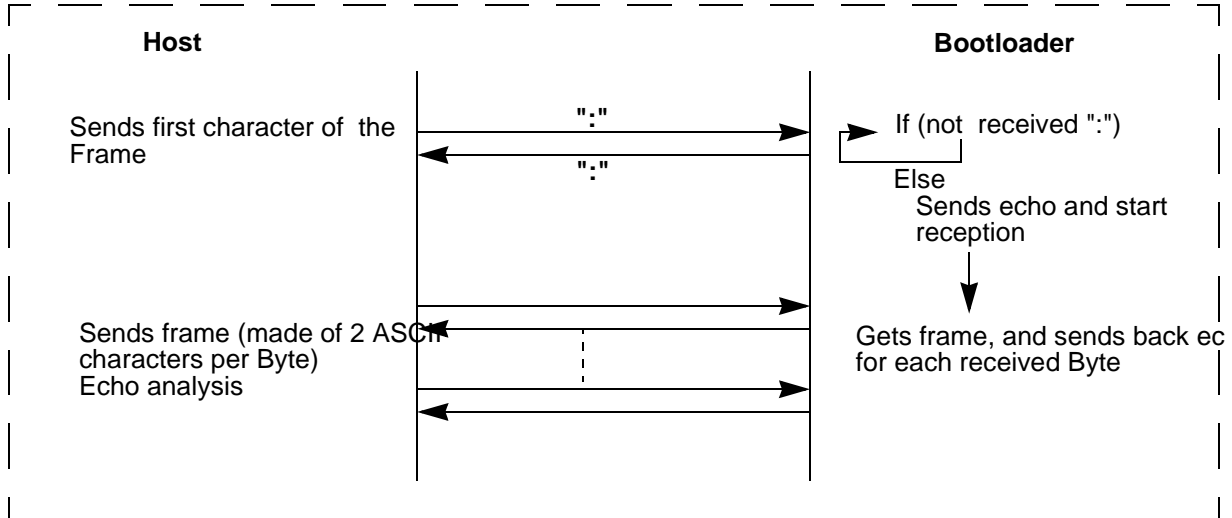 Host
Bootloader
Sends first character of the
Frame
":"
":"
If (not received ":")
Else
Sends echo and start
reception
Sends frame (made of 2 ASCII
characters per Byte)
Echo analysis
Gets frame, and sends back ec
for each received Byte